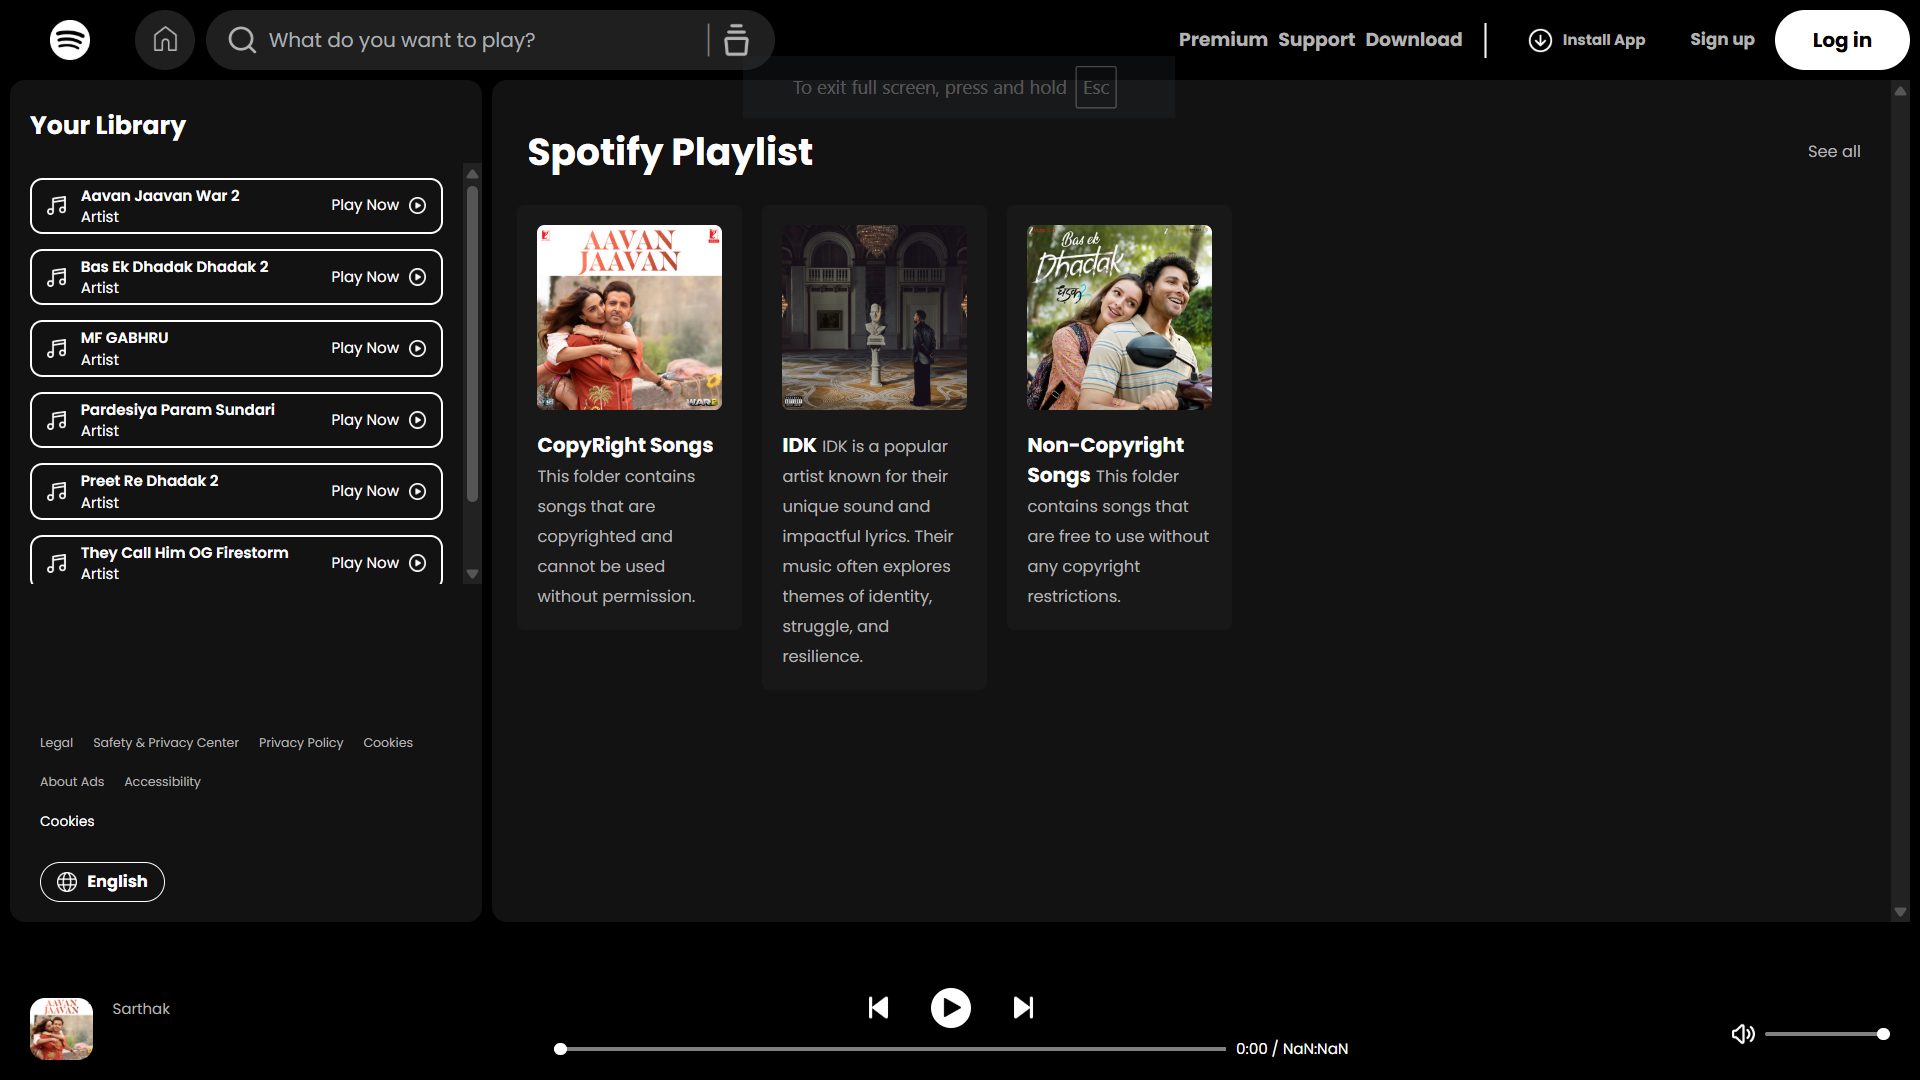 What do you want to play?
Premium Support Download
Install App
Sign up
Log in
To exit full screen, press and hold Esc
Your Library
Aavan Jaavan War 2
Artist
Play Now
Bas Ek Dhadak Dhadak 2
Artist
Play Now
MF GABHRU
Artist
Play Now
Pardesiya Param Sundari
Artist
Play Now
Preet Re Dhadak 2
Artist
Play Now
They Call Him OG Firestorm
Artist
Play Now
Legal Safety & Privacy Center Privacy Policy Cookies
About Ads Accessibility
Cookies
English
Spotify Playlist
See all
AAVAN
JAAVAN
CopyRight Songs
This folder contains
songs that are
copyrighted and
cannot be used
without permission.
IDK IDK is a popular
artist known for their
unique sound and
impactful lyrics. Their
music often explores
themes of identity,
struggle, and
resilience.
Bas ek
Dhadak
धड़क 2
Non-Copyright
Songs This folder
contains songs that
are free to use without
any copyright
restrictions.
AAVAN
JAAVAN
Sarthak
0:00 / NaN:NaN